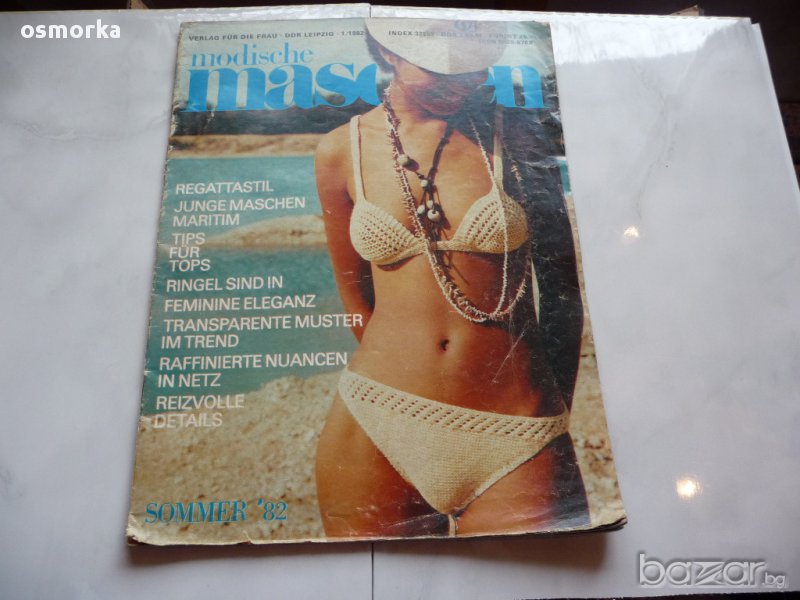 osmorka
VERLAG FÜR DIE FRAU · DDR LEIPZIG · 1/1982
INDEX
modische
maschen
REGATTASTIL
JUNGE MASCHEN
MARITIM
TIPS
FÜR
TOPS
RINGEL SIND IN
FEMININE ELEGANZ
TRANSPARENTE MUSTER
IM TREND
RAFFINIERTE NUANCEN
IN NETZ
REIZVOLLE
DETAILS
SOMMER '82
bazar.bg